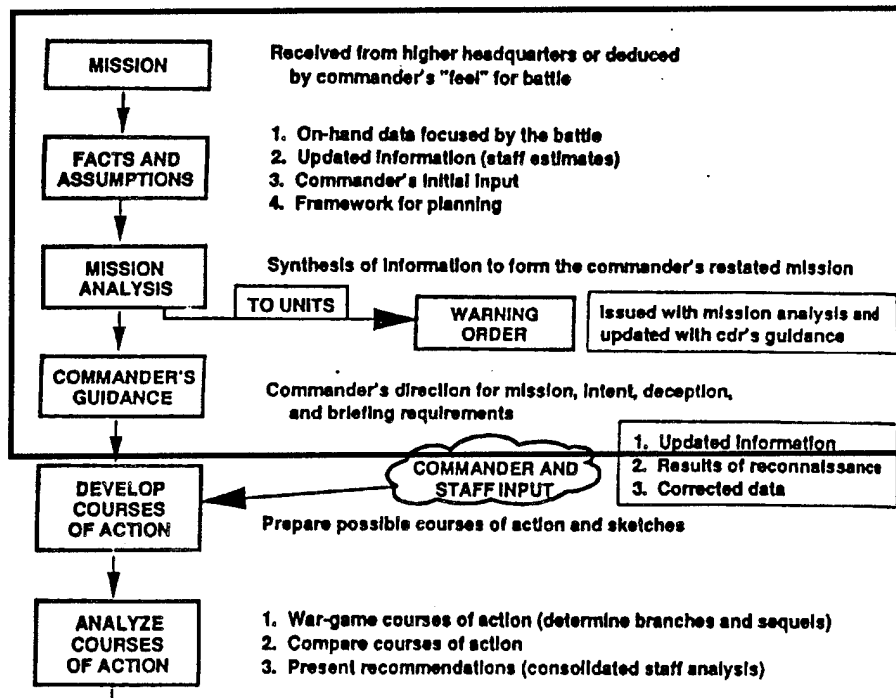 MISSION
Received from higher headquarters or deduced
by commander's "feel" for battle
FACTS AND
ASSUMPTIONS
1. On-hand data focused by the battle
2. Updated information (staff estimates)
3. Commander's initial input
4. Framework for planning
MISSION
ANALYSIS
Synthesis of information to form the commander's restated mission
TO UNITS
WARNING
ORDER
Issued with mission analysis and
updated with cdr's guidance
COMMANDER'S
GUIDANCE
Commander's direction for mission, intent, deception,
and briefing requirements
COMMANDER AND
STAFF INPUT
1. Updated information
2. Results of reconnaissance
3. Corrected data
DEVELOP
COURSES
OF ACTION
Prepare possible courses of action and sketches
ANALYZE
COURSES
OF ACTION
1. War-game courses of action (determine branches and sequels)
2. Compare courses of action
3. Present recommendations (consolidated staff analysis)